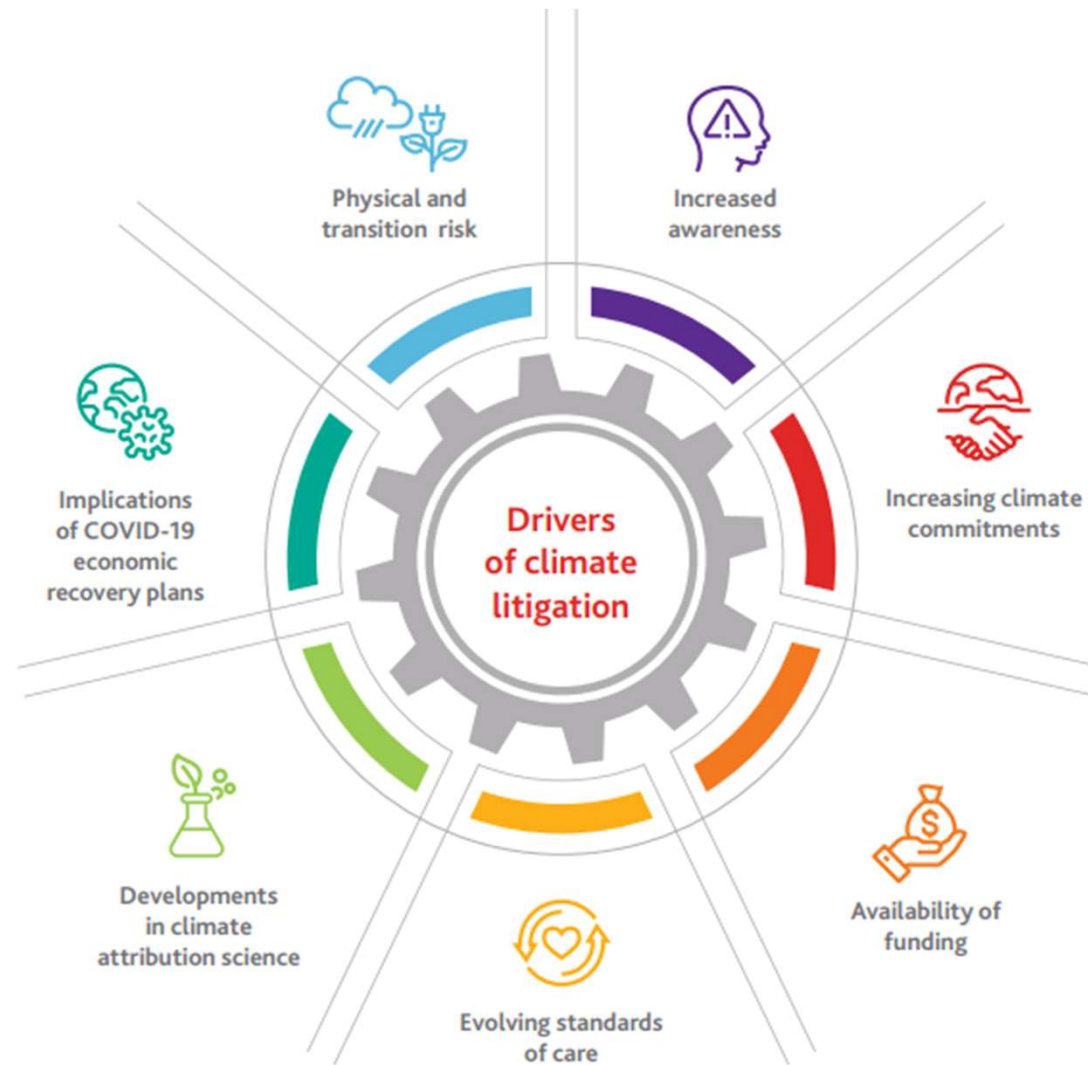 Physical and
transition risk
Increased
awareness
Implications
of COVID-19
economic
recovery plans
Increasing climate
commitments
Drivers
of climate
litigation
Developments
in climate
attribution science
$
Availability of
funding
Evolving standards
of care